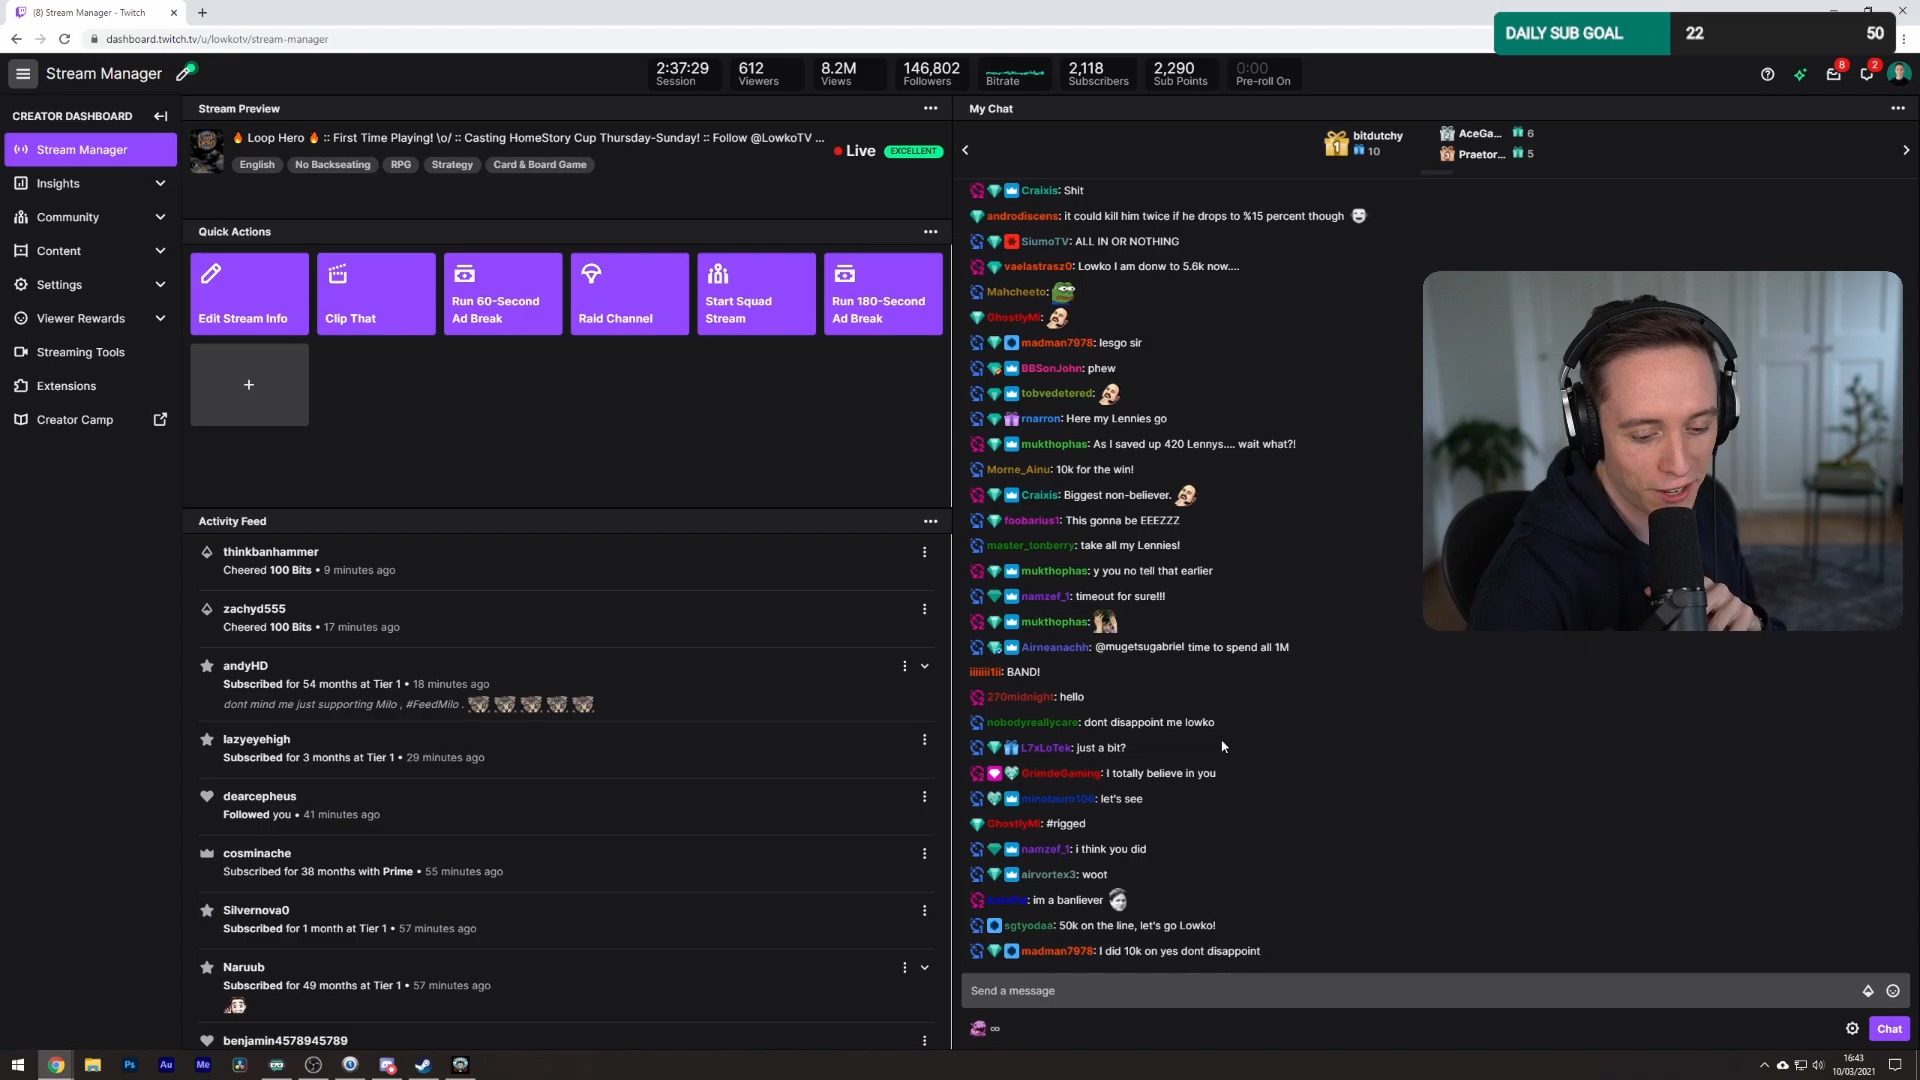 (8) Stream Manager - Twitch
dashboard.twitch.tv/u/lowkotv/stream-manager
DAILY SUB GOAL
22
50
Stream Manager
2:37:29
Session
612
Viewers
8.2M
Views
146,802
Followers
Bitrate
2,118
Subscribers
2,290
Sub Points
0:00
Pre-roll On
8
2
CREATOR DASHBOARD
Stream Manager
Insights
Community
Content
Settings
Viewer Rewards
Streaming Tools
Extensions
Creator Camp
Stream Preview
Loop Hero :: First Time Playing! \o/ :: Casting HomeStory Cup Thursday-Sunday! :: Follow @LowkoTV ...
Live
EXCELLENT
English
No Backseating
RPG
Strategy
Card & Board Game
Quick Actions
Edit Stream Info
Clip That
Run 60-Second
Ad Break
Raid Channel
Start Squad
Stream
Run 180-Second
Ad Break
+
Activity Feed
thinkbanhammer
Cheered 100 Bits • 9 minutes ago
zachyd555
Cheered 100 Bits • 17 minutes ago
andyHD
Subscribed for 54 months at Tier 1 • 18 minutes ago
dont mind me just supporting Milo , #FeedMilo .
lazyeyehigh
Subscribed for 3 months at Tier 1 • 29 minutes ago
dearcepheus
Followed you • 41 minutes ago
cosminache
Subscribed for 38 months with Prime • 55 minutes ago
Silvernova0
Subscribed for 1 month at Tier 1 • 57 minutes ago
Naruub
Subscribed for 49 months at Tier 1 • 57 minutes ago
benjamin4578945789
My Chat
1
bitdutchy
10
2
AceGa...
6
3
Praetor...
5
Craixis: Shit
androdiscens: it could kill him twice if he drops to %15 percent though
SiumoTV: ALL IN OR NOTHING
vaelastrasz0: Lowko I am donw to 5.6k now....
Mahcheeto:
GhostlyMi:
madman7978: lesgo sir
BBSonJohn: phew
tobvedetered:
rnarron: Here my Lennies go
mukthophas: As I saved up 420 Lennys.... wait what?!
Morne_Ainu: 10k for the win!
Craixis: Biggest non-believer.
foobarius1: This gonna be EEEZZZ
master_tonberry: take all my Lennies!
mukthophas: y you no tell that earlier
namzef_1: timeout for sure!!!
mukthophas:
Airneanachh: @mugetsugabriel time to spend all 1M
iiiiiii1ii: BAND!
270midnight: hello
nobodyreallycare: dont disappoint me lowko
L7xLoTek: just a bit?
GrimdeGaming: I totally believe in you
minotauro106: let's see
GhostlyMi: #rigged
namzef_1: i think you did
airvortex3: woot
: im a banliever
sgtyodaa: 50k on the line, let's go Lowko!
madman7978: I did 10k on yes dont disappoint
Send a message
∞
Chat
Ps
Au
Me
16:43
10/03/2021